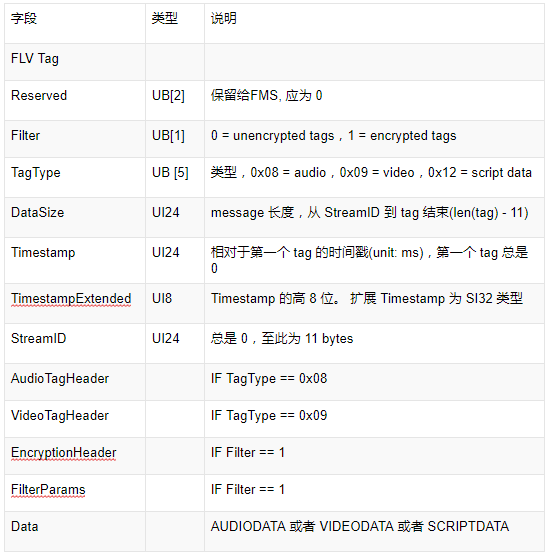 字段 类型 说明
FLV Tag
Reserved UB[2] 保留给FMS, 应为 0
Filter UB[1] 0 = unencrypted tags，1 = encrypted tags
TagType UB [5] 类型，0x08 = audio，0x09 = video，0x12 = script data
DataSize UI24 message 长度，从 StreamID 到 tag 结束(len(tag) - 11)
Timestamp UI24 相对于第一个 tag 的时间戳(unit: ms)，第一个 tag 总是
0
TimestampExtended UI8 Timestamp 的高 8 位。 扩展 Timestamp 为 SI32 类型
StreamID UI24 总是 0，至此为 11 bytes
AudioTagHeader IF TagType == 0x08
VideoTagHeader IF TagType == 0x09
EncryptionHeader IF Filter == 1
FilterParams IF Filter == 1
Data AUDIODATA 或者 VIDEODATA 或者 SCRIPTDATA